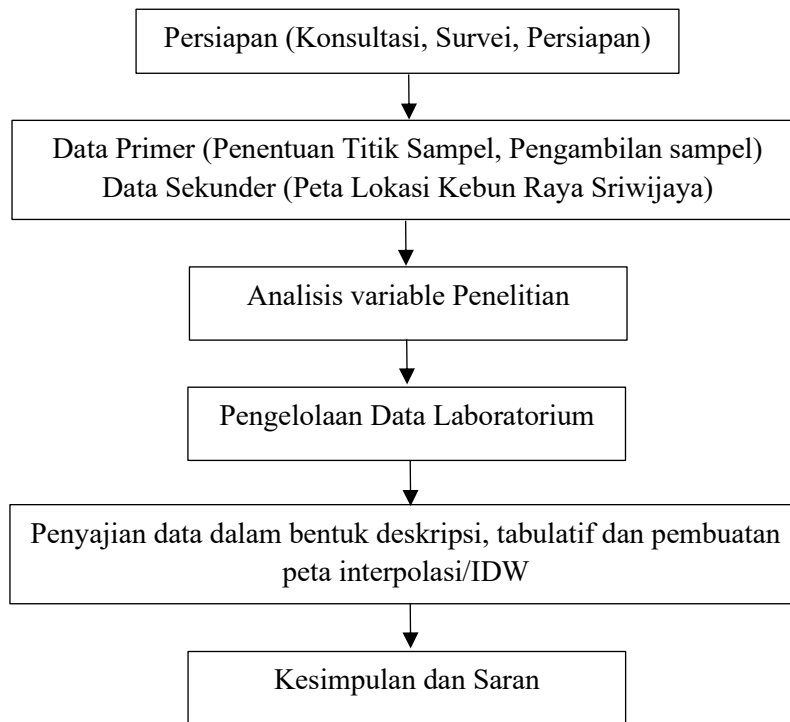 Persiapan (Konsultasi, Survei, Persiapan)
Data Primer (Penentuan Titik Sampel, Pengambilan sampel)
Data Sekunder (Peta Lokasi Kebun Raya Sriwijaya)
Analisis variable Penelitian
Pengelolaan Data Laboratorium
Penyajian data dalam bentuk deskripsi, tabulatif dan pembuatan
peta interpolasi/IDW
Kesimpulan dan Saran